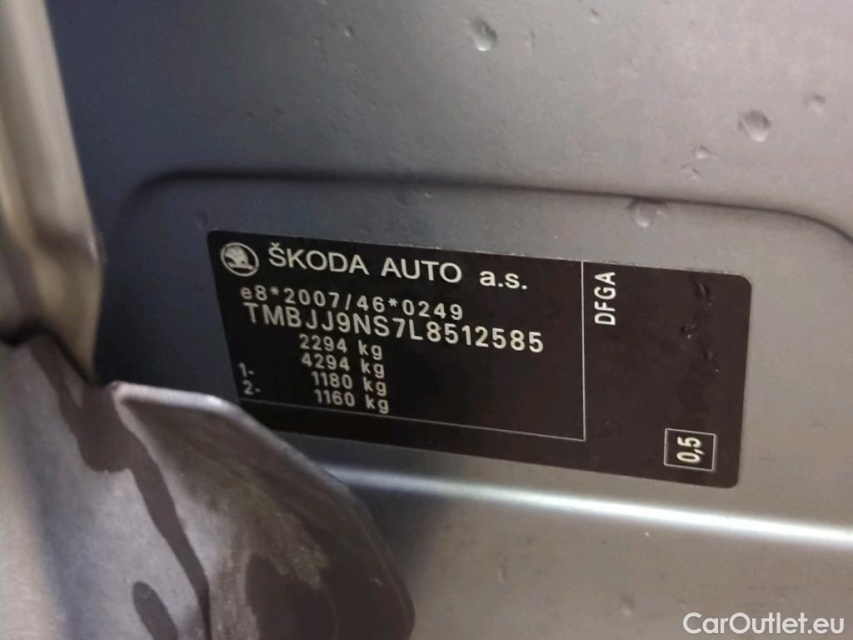 ŠKODA AUTO a.s.
e8*2007/46*0249
TMBJJ9NS7L8512585
2294 kg
4294 kg
1- 1180 kg
2- 1160 kg
DFGA
0,5
CarOutlet.eu